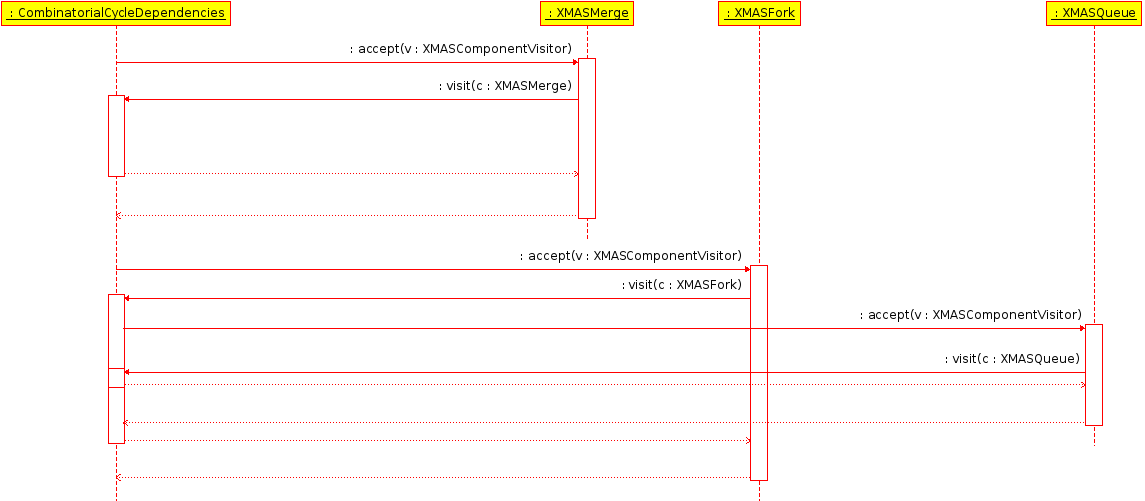 : CombinatorialCycleDependencies
: XMASMerge
: XMASFork
: XMASQueue
: accept(v : XMASComponentVisitor)
: visit(c : XMASMerge)
: accept(v : XMASComponentVisitor)
: visit(c : XMASFork)
: accept(v : XMASComponentVisitor)
: visit(c : XMASQueue)